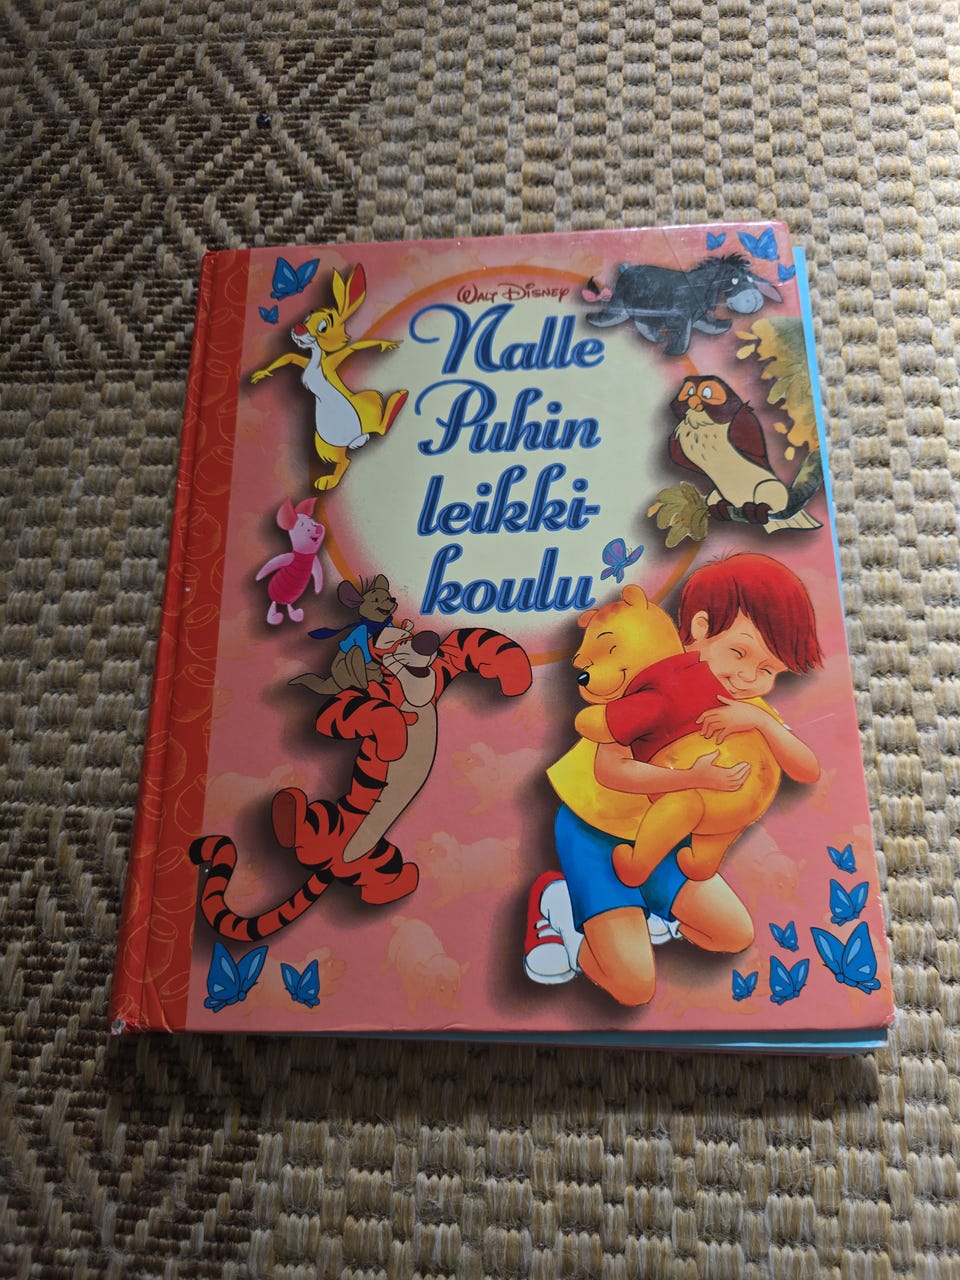 Walt Disney
Nalle
Puhin
leikki-
koulu